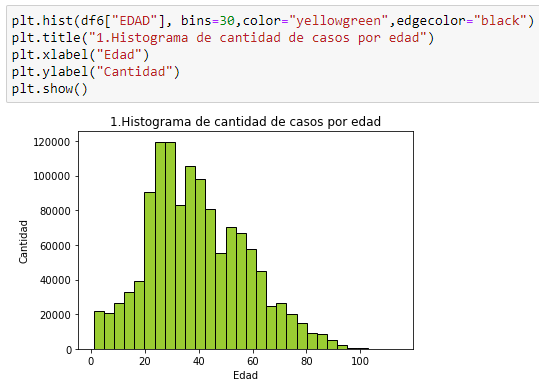 plt.hist(df6["EDAD"], bins=30,color="yellowgreen",edgecolor="black")
plt.title("1.Histograma de cantidad de casos por edad")
plt.xlabel("Edad")
plt.ylabel("Cantidad")
plt.show()
1.Histograma de cantidad de casos por edad
120000
100000
80000
60000
40000
20000
0
Cantidad
0 20 40 60 80 100
Edad